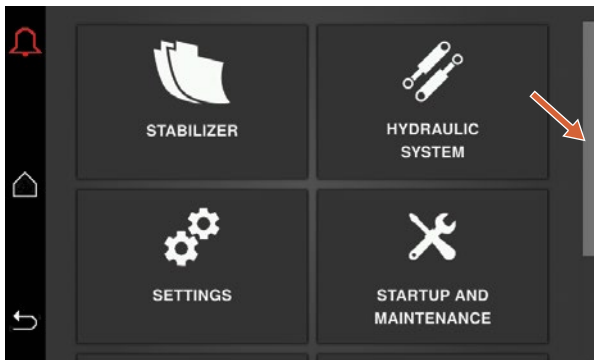 STABILIZER
HYDRAULIC
SYSTEM
SETTINGS
STARTUP AND
MAINTENANCE